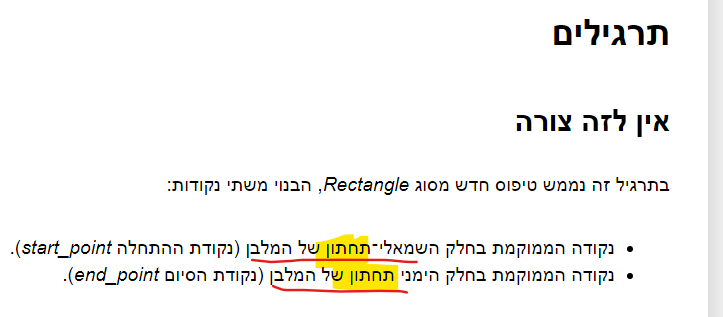 תרגילים
אין לזה צורה
בתרגיל זה נממש טיפוס חדש מסוג Rectangle, הבנוי משתי נקודות:
• נקודה הממוקמת בחלק השמאלי־תחתון של המלבן (נקודת ההתחלה start_point).
• נקודה הממוקמת בחלק הימני תחתון של המלבן (נקודת הסיום end_point).